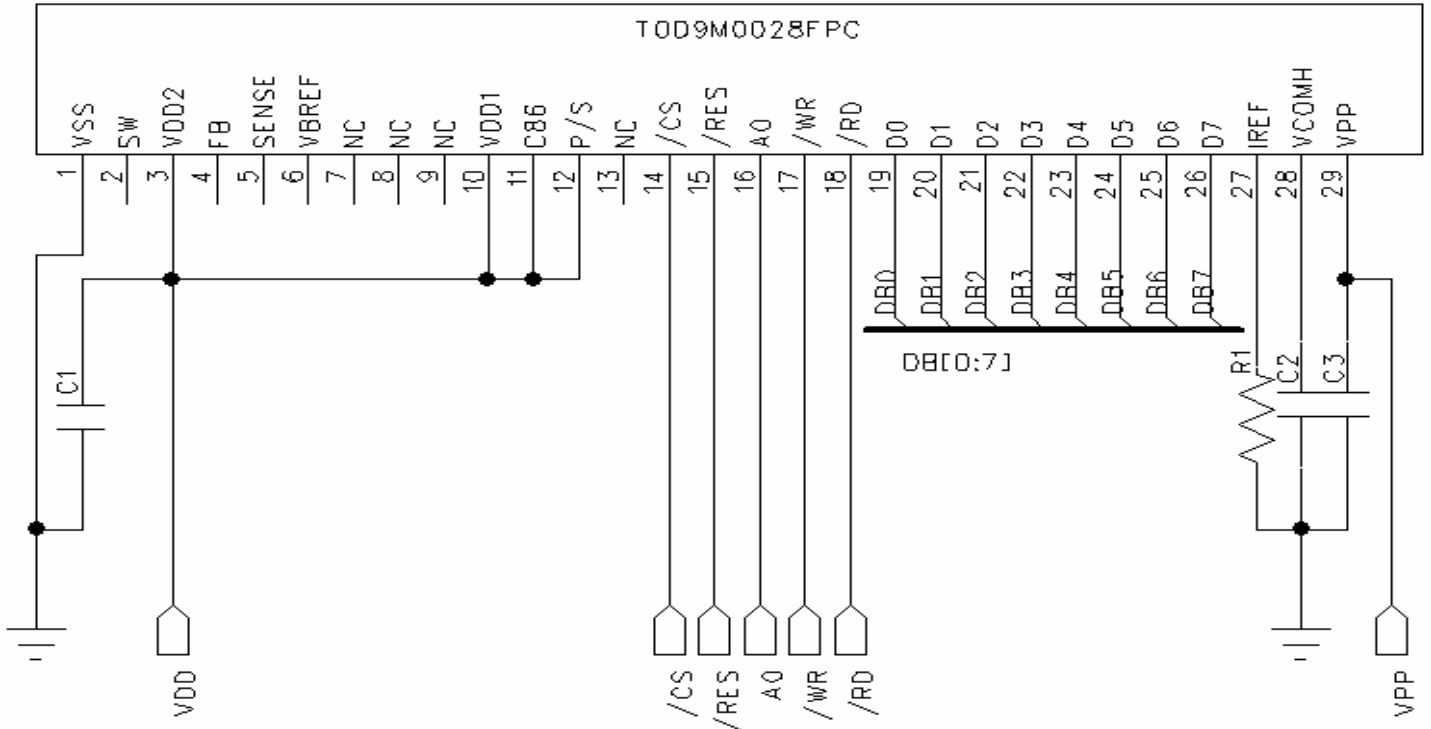 TOD9M0028FPC
VSS
SW
VDD2
FB
SENSE
VBREF
NC
NC
NC
VDD1
C86
P/S
NC
/CS
/RES
A0
/WR
/RD
D0
D1
D2
D3
D4
D5
D6
D7
IREF
VCOMH
VPP
1
2
3
4
5
6
7
8
9
10
11
12
13
14
15
16
17
18
19
20
21
22
23
24
25
26
27
28
29
DB0
DB1
DB2
DB3
DB4
DB5
DB6
DB7
DB[0:7]
C1
R1
C2
C3
VDD
/CS
/RES
A0
/WR
/RD
VPP